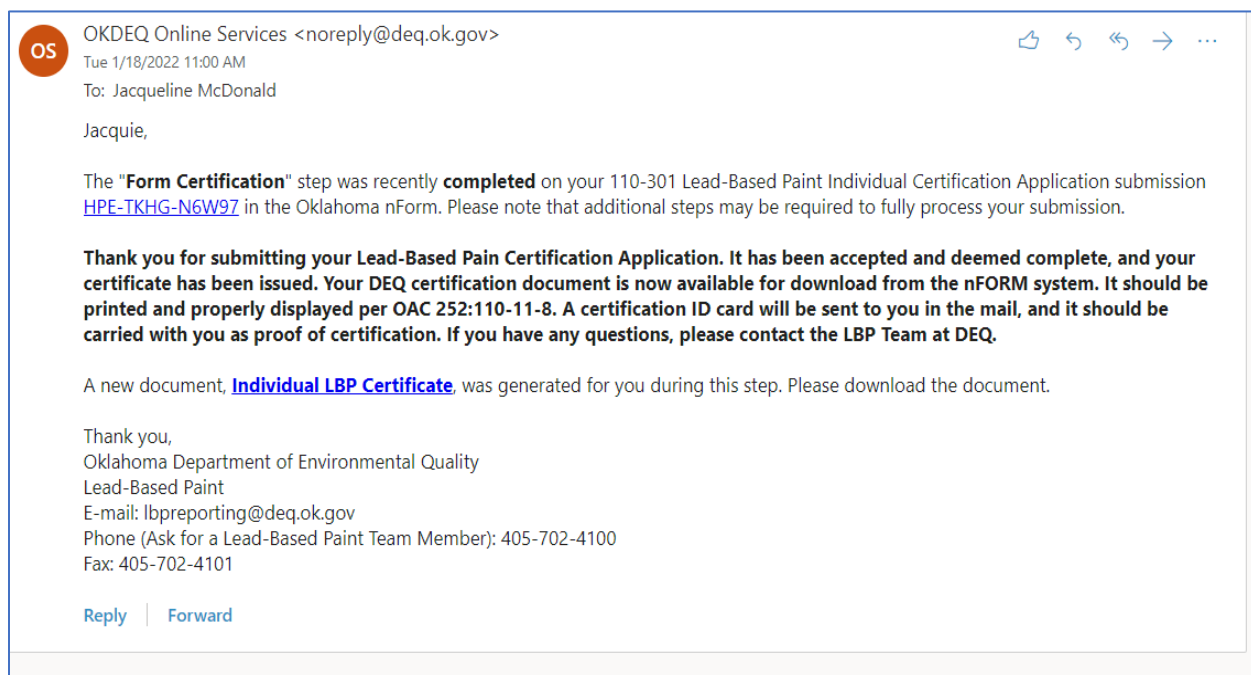 OS
OKDEQ Online Services <noreply@deq.ok.gov>
Tue 1/18/2022 11:00 AM
To: Jacqueline McDonald
Jacquie,
The "Form Certification" step was recently completed on your 110-301 Lead-Based Paint Individual Certification Application submission
HPE-TKHG-N6W97 in the Oklahoma nForm. Please note that additional steps may be required to fully process your submission.
Thank you for submitting your Lead-Based Pain Certification Application. It has been accepted and deemed complete, and your
certificate has been issued. Your DEQ certification document is now available for download from the nFORM system. It should be
printed and properly displayed per OAC 252:110-11-8. A certification ID card will be sent to you in the mail, and it should be
carried with you as proof of certification. If you have any questions, please contact the LBP Team at DEQ.
A new document, Individual LBP Certificate, was generated for you during this step. Please download the document.
Thank you,
Oklahoma Department of Environmental Quality
Lead-Based Paint
E-mail: lbpreporting@deq.ok.gov
Phone (Ask for a Lead-Based Paint Team Member): 405-702-4100
Fax: 405-702-4101
Reply Forward